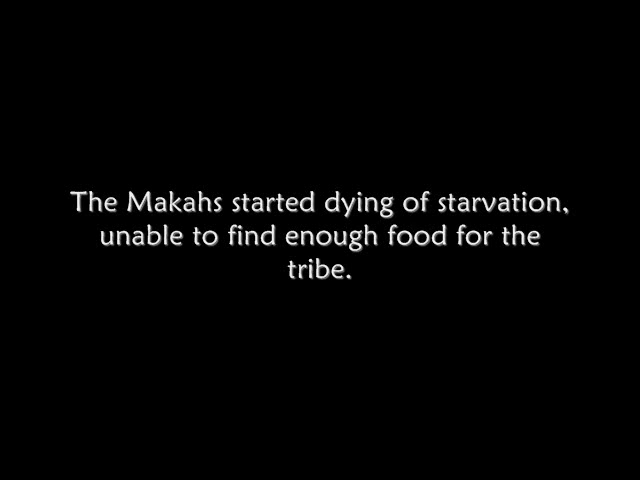 The Makahs started dying of starvation,
unable to find enough food for the
tribe.